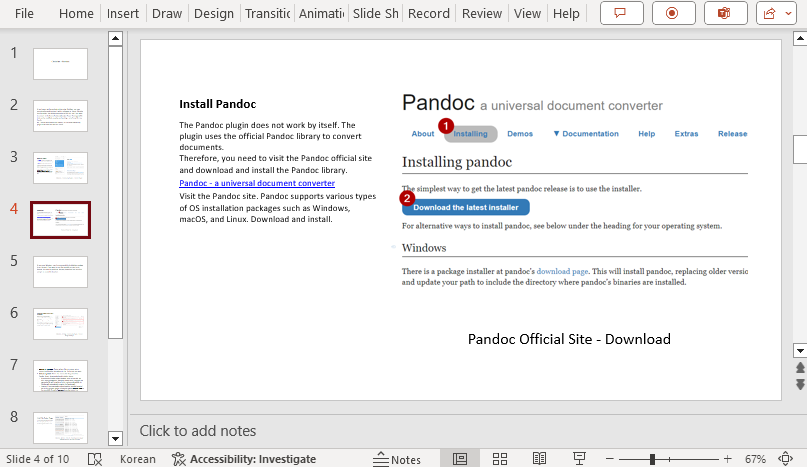 File Home Insert Draw Design Transitic Animati Slide Sh Record Review View Help
1
2
3
4
5
6
7
8
Install Pandoc
The Pandoc plugin does not work by itself. The
plugin uses the official Pandoc library to convert
documents.
Therefore, you need to visit the Pandoc official site
and download and install the Pandoc library.
Pandoc - a universal document converter
Visit the Pandoc site. Pandoc supports various types
of OS installation packages such as Windows,
macOS, and Linux. Download and install.
Pandoc a universal document converter
1
About Installing Demos ▼ Documentation Help Extras Release
Installing pandoc
The simplest way to get the latest pandoc release is to use the installer.
2
Download the latest installer
For alternative ways to install pandoc, see below under the heading for your operating system.
Windows
There is a package installer at pandoc's download page. This will install pandoc, replacing older versic
and update your path to include the directory where pandoc's binaries are installed.
Pandoc Official Site - Download
Click to add notes
Slide 4 of 10 Korean Accessibility: Investigate Notes 67%